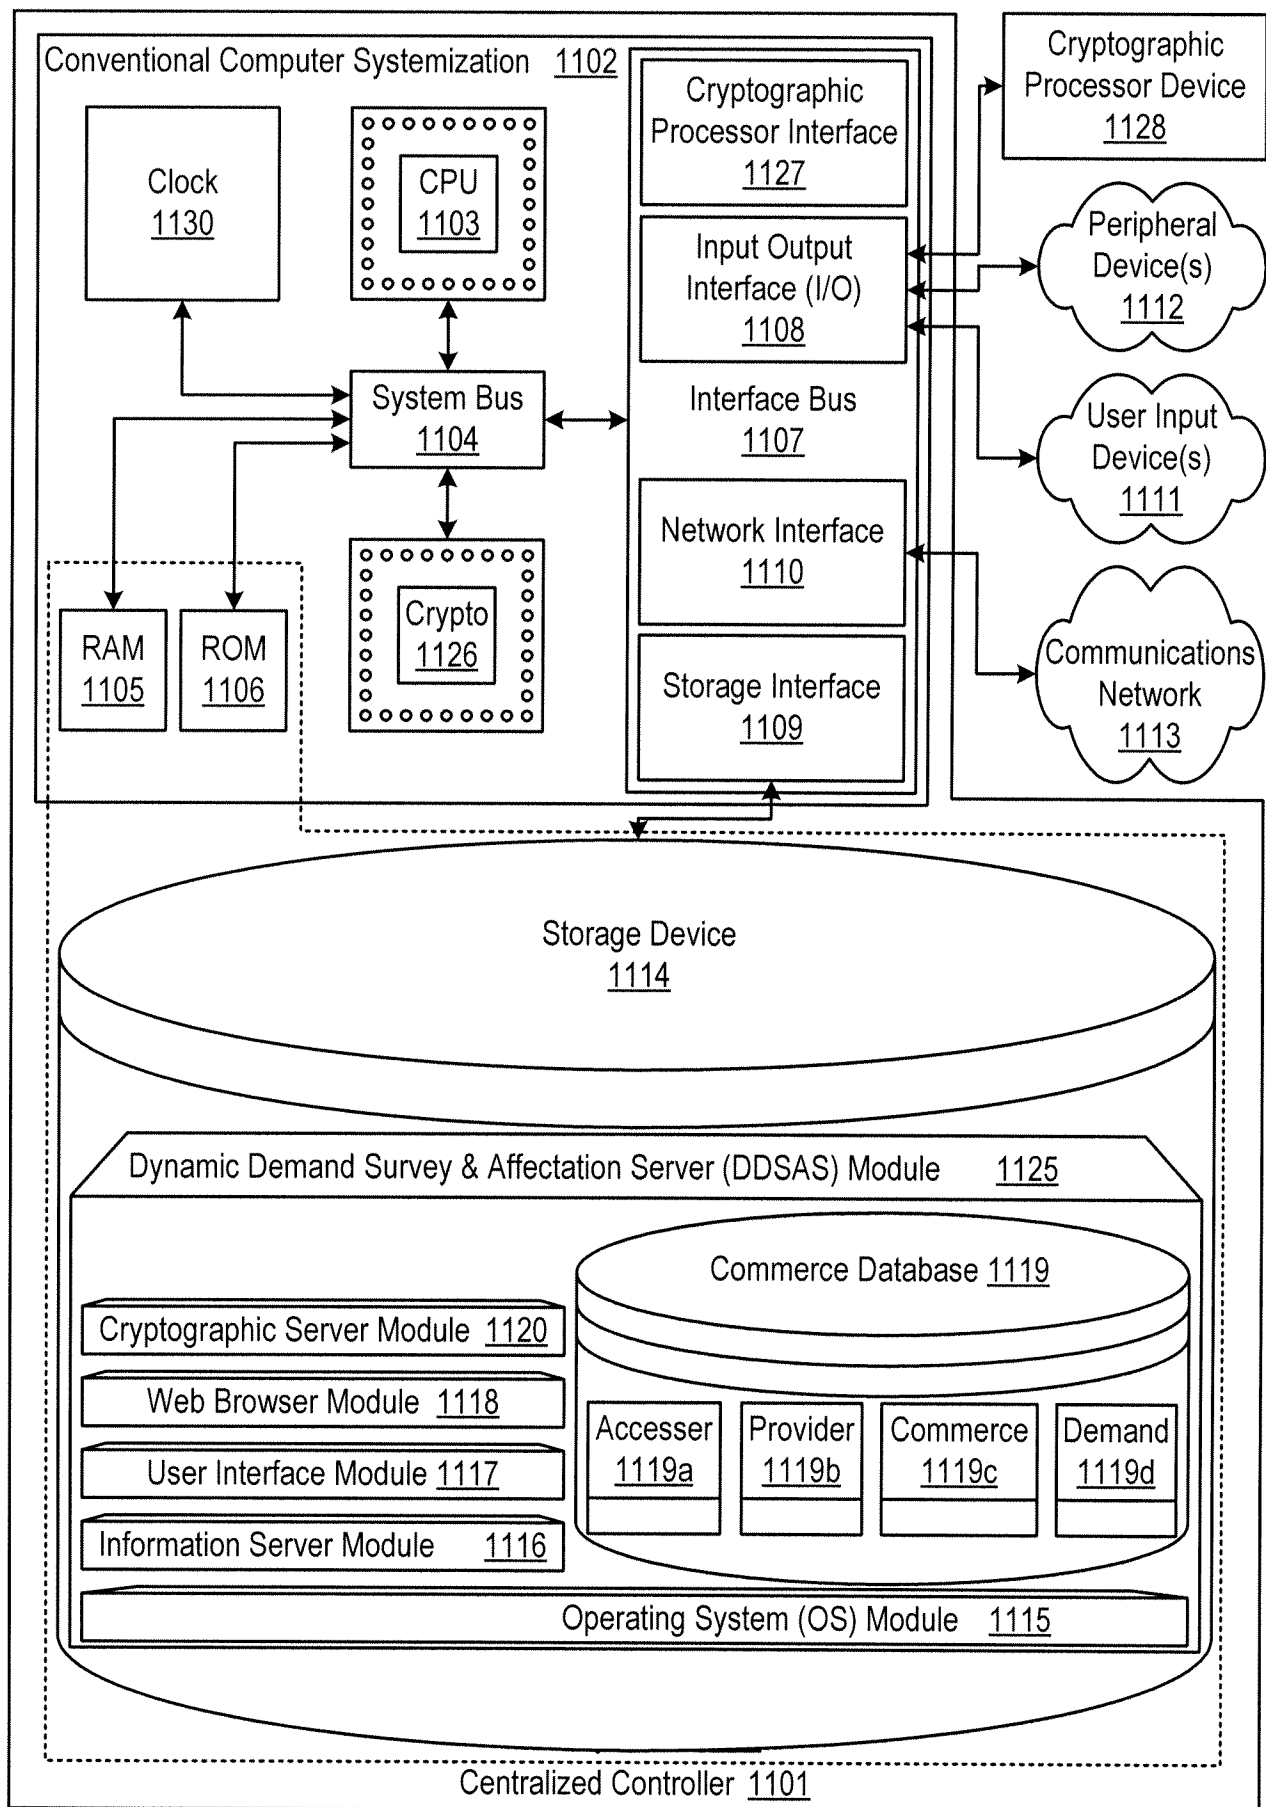 Conventional Computer Systemization 1102
Clock
1130
CPU
1103
System Bus
1104
Crypto
1126
RAM
1105
ROM
1106
Cryptographic
Processor Interface
1127
Input Output
Interface (I/O)
1108
Interface Bus
1107
Network Interface
1110
Storage Interface
1109
Cryptographic
Processor Device
1128
Peripheral
Device(s)
1112
User Input
Device(s)
1111
Communications
Network
1113
Storage Device
1114
Dynamic Demand Survey & Affectation Server (DDSAS) Module 1125
Cryptographic Server Module 1120
Web Browser Module 1118
User Interface Module 1117
Information Server Module 1116
Commerce Database 1119
Accesser
1119a
Provider
1119b
Commerce
1119c
Demand
1119d
Operating System (OS) Module 1115
Centralized Controller 1101